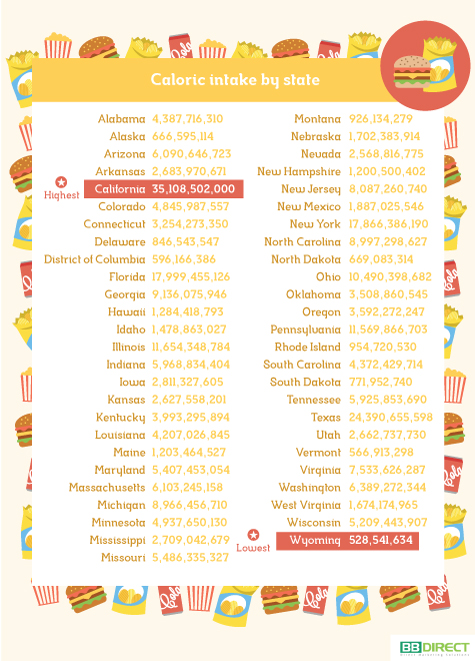 Caloric intake by state
Alabama 4,387,716,310
Alaska 666,595,114
Arizona 6,090,646,723
Arkansas 2,683,970,671
Highest California 35,108,502,000
Colorado 4,845,987,557
Connecticut 3,254,273,350
Delaware 846,543,547
District of Columbia 596,166,386
Florida 17,999,455,126
Georgia 9,136,075,946
Hawaii 1,284,418,793
Idaho 1,478,863,027
Illinois 11,654,348,784
Indiana 5,968,834,404
Iowa 2,811,327,605
Kansas 2,627,558,201
Kentucky 3,993,295,894
Louisiana 4,207,026,845
Maine 1,203,464,527
Maryland 5,407,453,054
Massachusetts 6,103,245,158
Michigan 8,966,456,710
Minnesota 4,937,650,130
Mississippi 2,709,042,679
Missouri 5,486,335,327
Montana 926,134,279
Nebraska 1,702,383,914
Nevada 2,568,816,775
New Hampshire 1,200,500,402
New Jersey 8,087,260,740
New Mexico 1,887,025,546
New York 17,866,386,190
North Carolina 8,997,298,627
North Dakota 669,083,314
Ohio 10,490,398,682
Oklahoma 3,508,860,545
Oregon 3,592,272,247
Pennsylvania 11,569,866,703
Rhode Island 954,720,530
South Carolina 4,372,429,714
South Dakota 771,952,740
Tennessee 5,925,853,690
Texas 24,390,655,598
Utah 2,662,737,730
Vermont 566,913,298
Virginia 7,533,626,287
Washington 6,389,272,344
West Virginia 1,674,174,965
Wisconsin 5,209,443,907
Lowest Wyoming 528,541,634
Cola
Cola
Cola
Cola
Cola
Cola
Cola
Cola
BBDIRECT